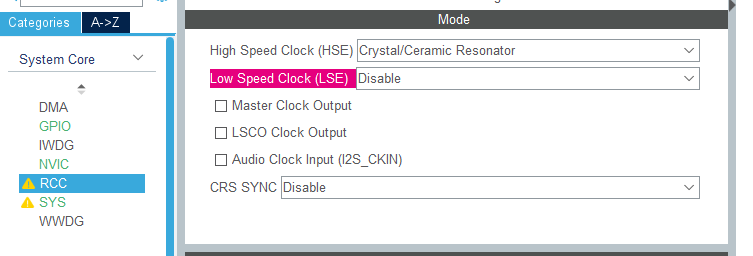 Categories
A->Z
System Core
DMA
GPIO
IWDG
NVIC
RCC
SYS
WWDG
Mode
High Speed Clock (HSE) Crystal/Ceramic Resonator
Low Speed Clock (LSE) Disable
Master Clock Output
LSCO Clock Output
Audio Clock Input (I2S_CKIN)
CRS SYNC Disable